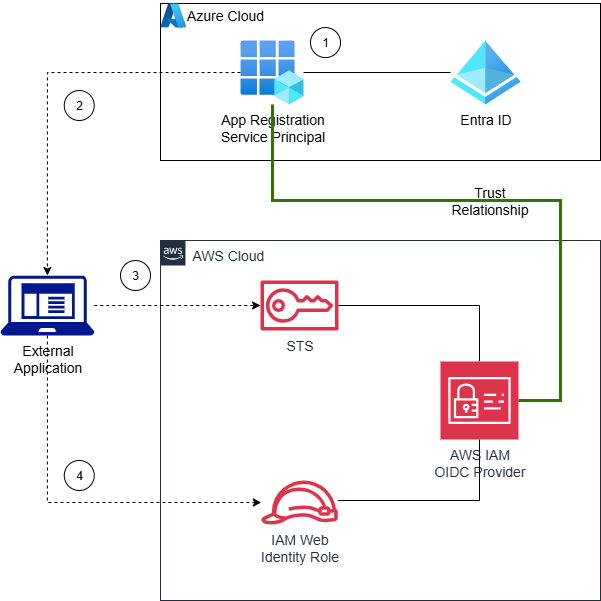 Azure Cloud
1
2
App Registration
Service Principal
Entra ID
Trust
Relationship
aws
AWS Cloud
3
STS
External
Application
AWS IAM
OIDC Provider
4
IAM Web
Identity Role